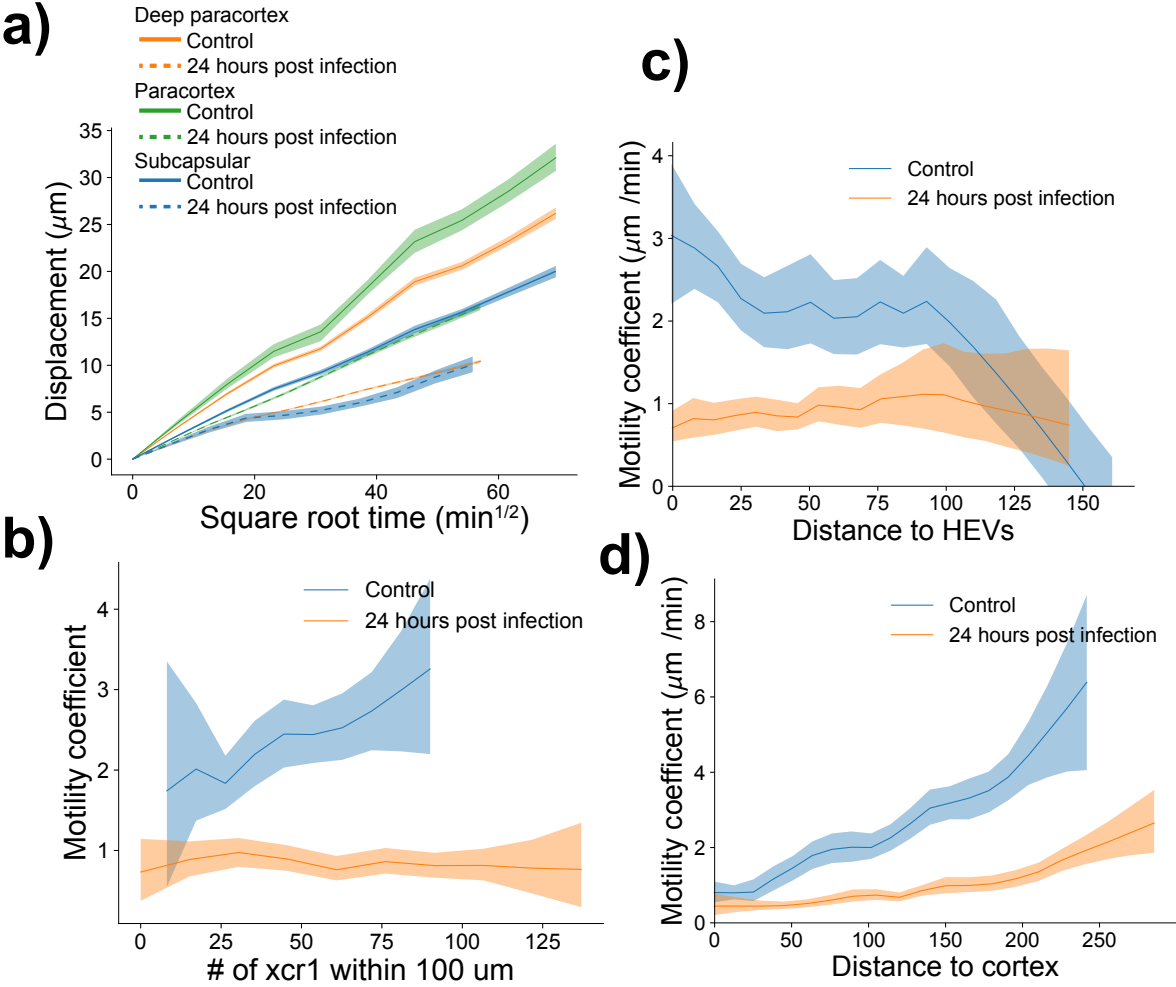 a)
Deep paracortex
Control
24 hours post infection
Paracortex
Control
24 hours post infection
Subcapsular
Control
24 hours post infection
35
30
25
20
15
10
5
0
Displacement (μm)
0 20 40 60
Square root time (min1/2)
b)
Control
24 hours post infection
4
3
2
1
Motility coefficient
0 25 50 75 100 125
# of xcr1 within 100 um
c)
Control
24 hours post infection
4
3
2
1
0
Motility coefficent (μm /min)
0 25 50 75 100 125 150
Distance to HEVs
d)
Control
24 hours post infection
8
6
4
2
0
Motility coefficent (μm /min)
0 50 100 150 200 250
Distance to cortex